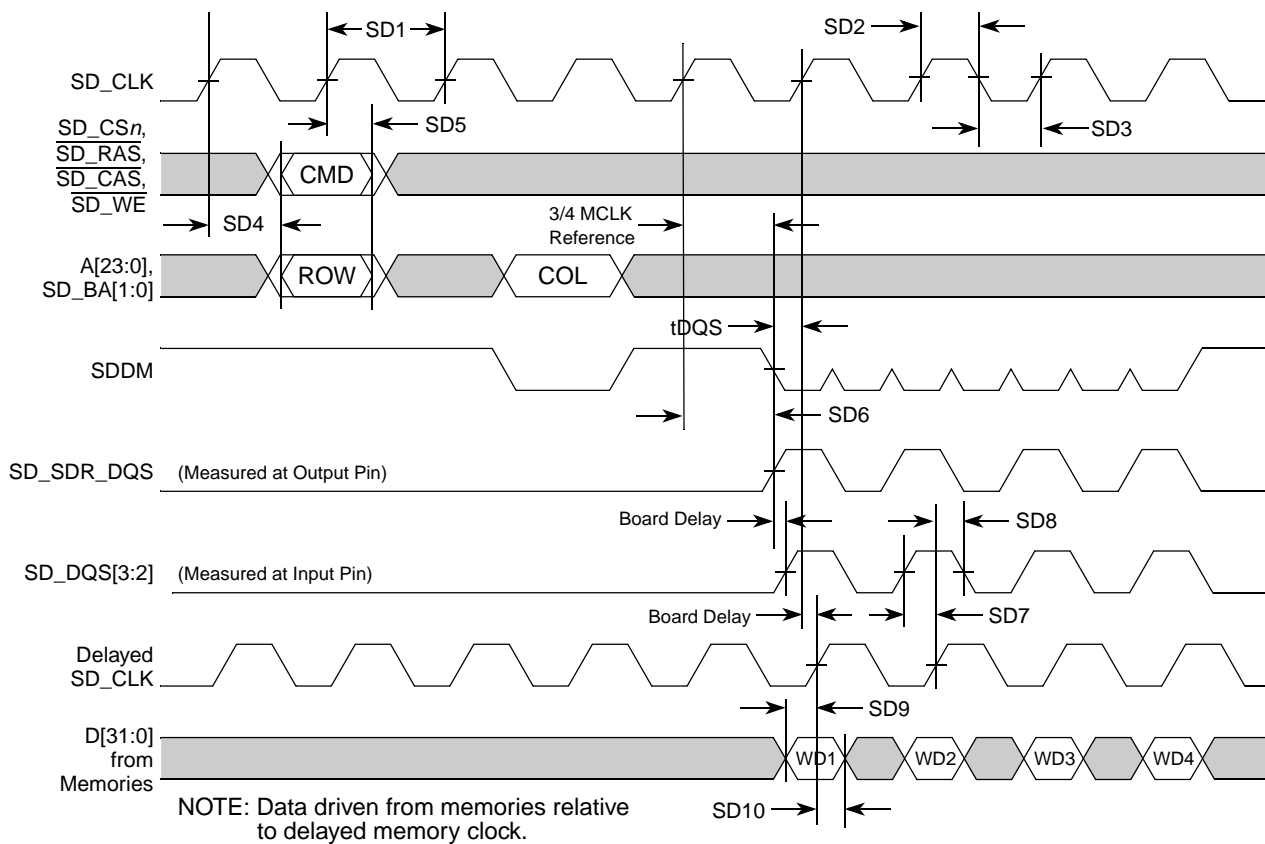 SD1
SD2
SD_CLK
SD3
SD_CSn,
SD_RAS,
SD_CAS,
SD_WE
SD5
CMD
SD4
3/4 MCLK
Reference
A[23:0],
SD_BA[1:0]
ROW
COL
tDQS
SDDM
SD6
SD_SDR_DQS
(Measured at Output Pin)
Board Delay
SD8
SD_DQS[3:2]
(Measured at Input Pin)
Board Delay
SD7
Delayed
SD_CLK
SD9
D[31:0]
from
Memories
WD1
WD2
WD3
WD4
NOTE: Data driven from memories relative
to delayed memory clock.
SD10